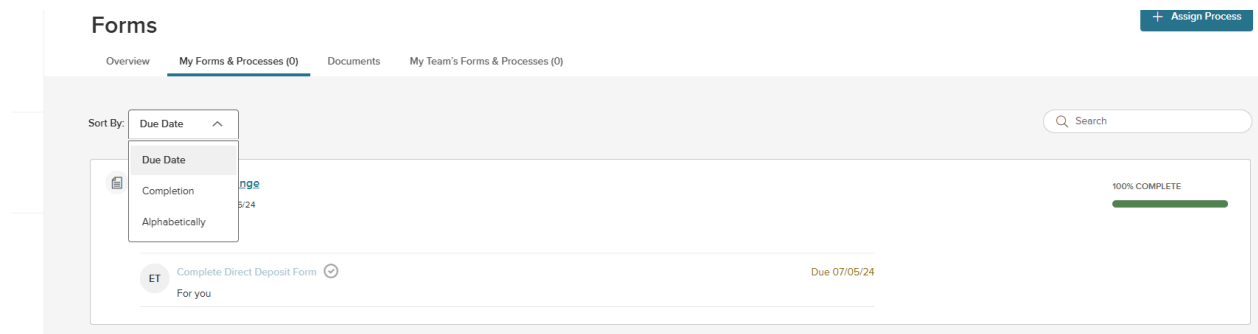 Forms
+ Assign Process
Overview My Forms & Processes (0) Documents My Team's Forms & Processes (0)
Sort By: Due Date
Search
Due Date
Completion
Alphabetically
nge
5/24
100% COMPLETE
ET Complete Direct Deposit Form Due 07/05/24
For you